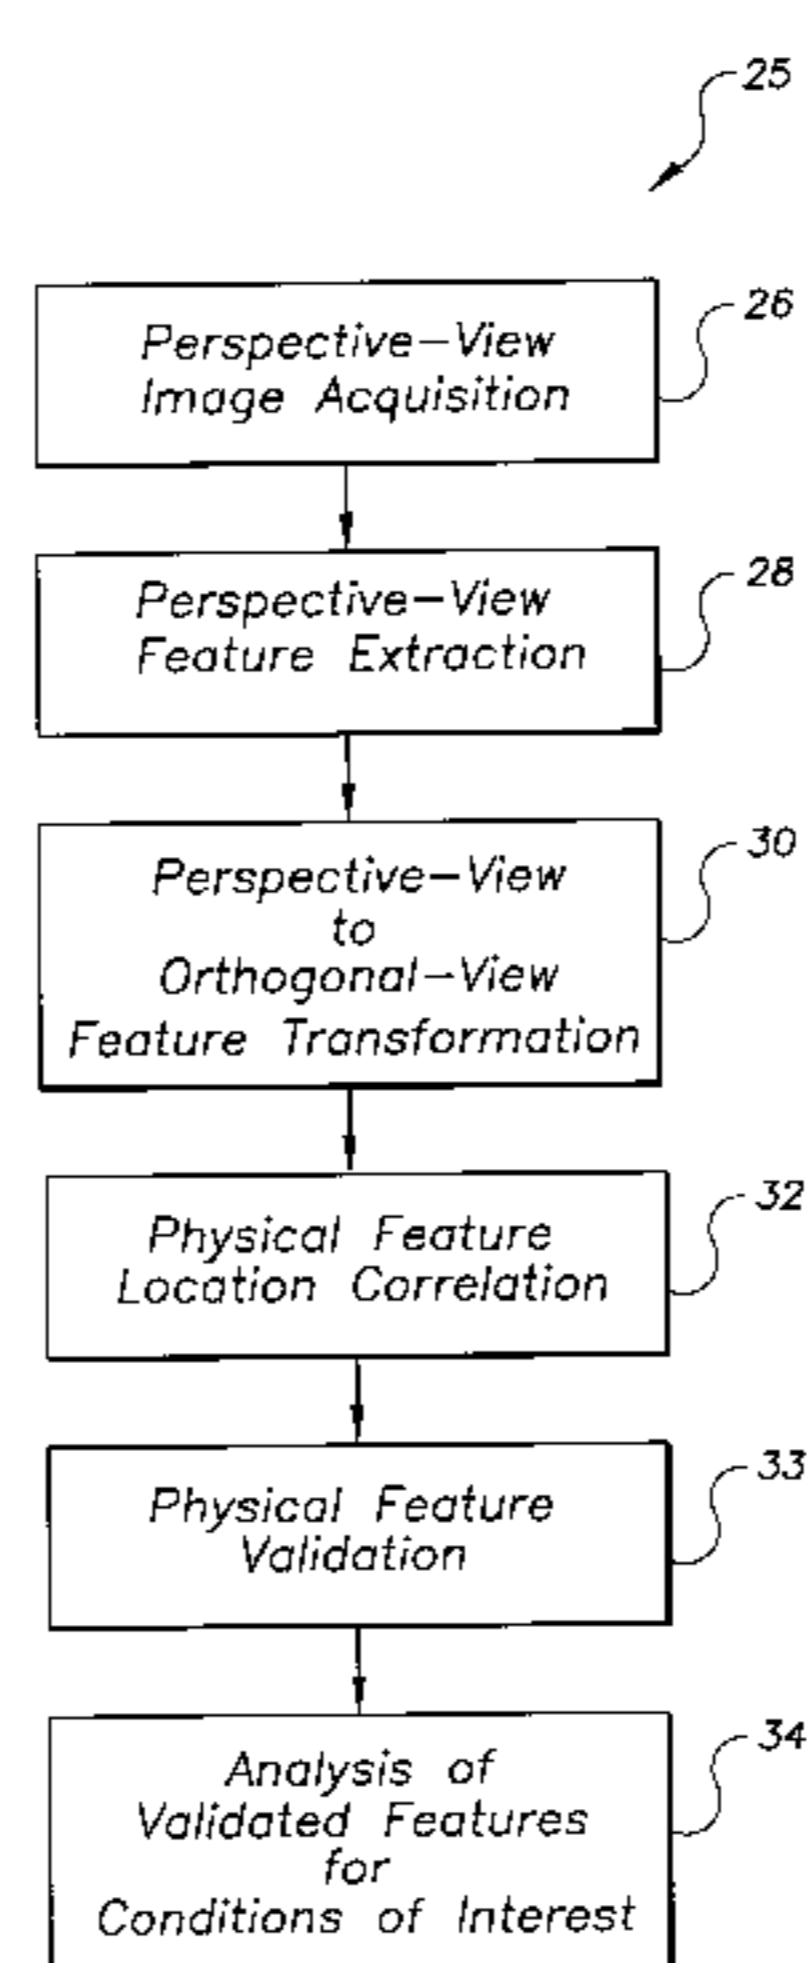 25
Perspective-View
Image Acquisition
26
Perspective-View
Feature Extraction
28
Perspective-View
to
Orthogonal-View
Feature Transformation
30
Physical Feature
Location Correlation
32
Physical Feature
Validation
33
Analysis of
Validated Features
for
Conditions of Interest
34